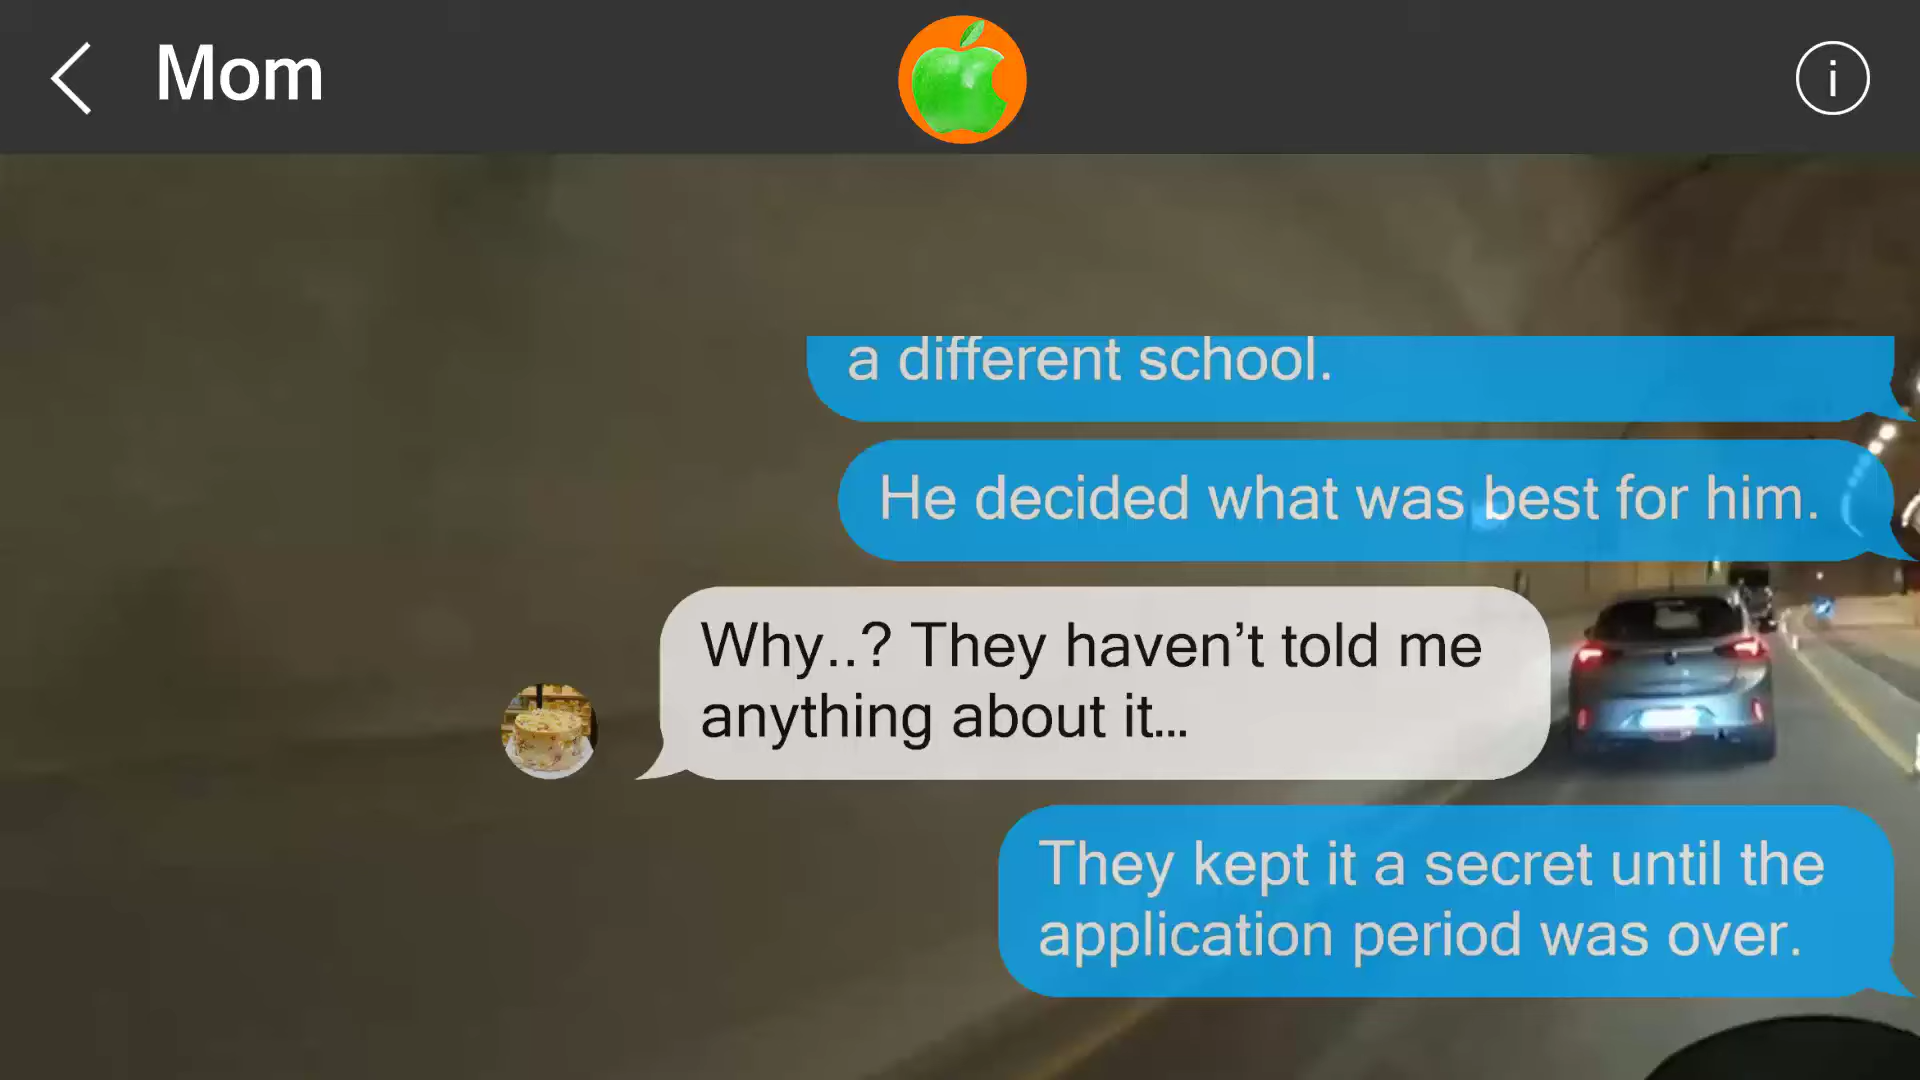 Mom
a different school.
He decided what was best for him.
Why..? They haven’t told me
anything about it...
They kept it a secret until the
application period was over.